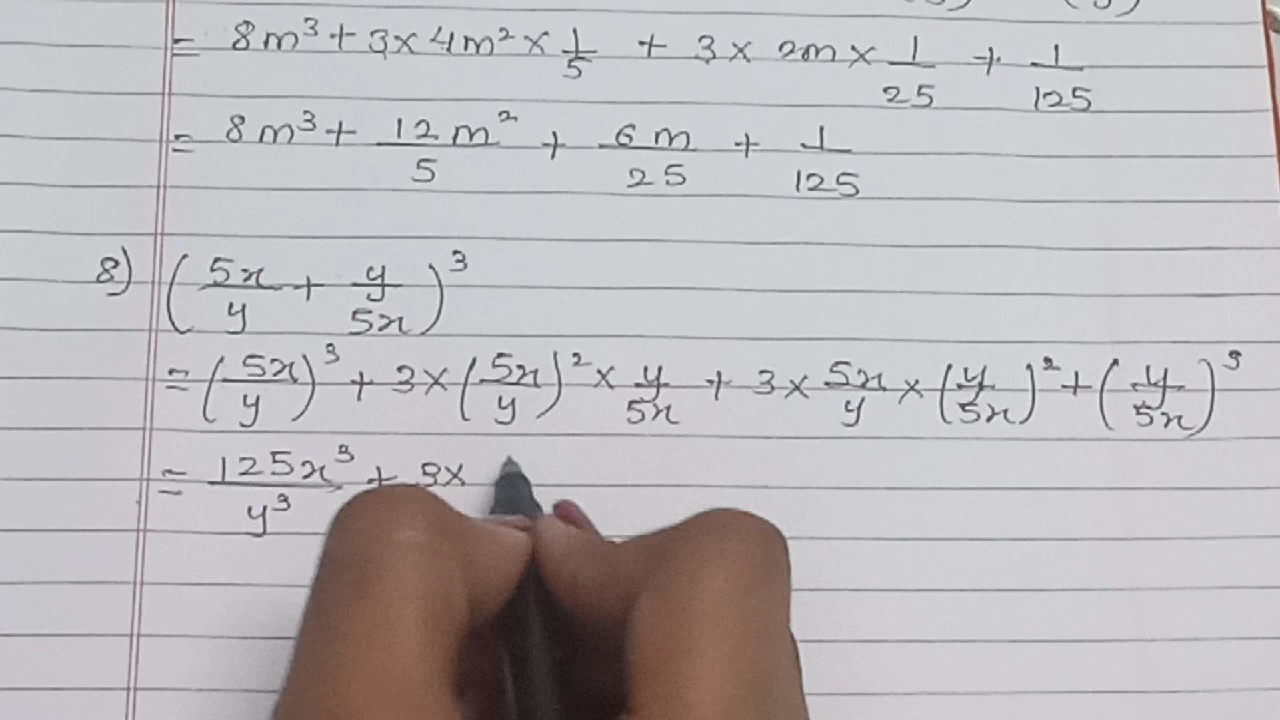 = 8m³ + 3 × 4m² × 1/5 + 3 × 2m × 1/25 + 1/125
= 8m³ + 12m²/5 + 6m/25 + 1/125
8) (5x/y + y/5x)³
= (5x/y)³ + 3 × (5x/y)² × y/5x + 3 × 5x/y × (y/5x)² + (y/5x)³
= 125x³/y³ + 3×